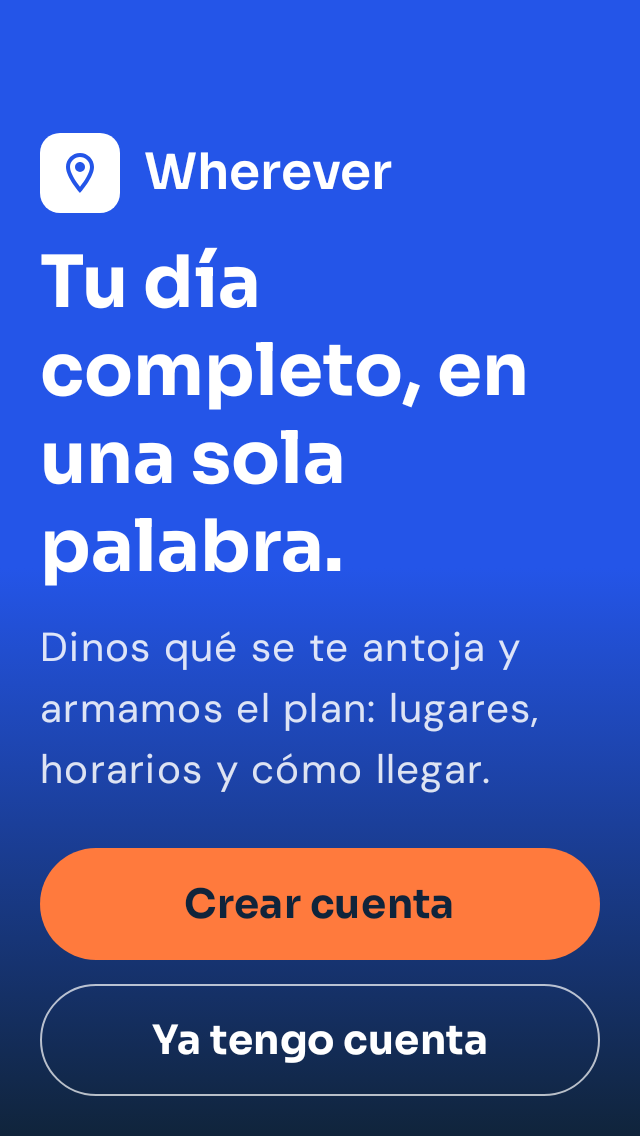 Wherever
Tu día
completo, en
una sola
palabra.
Dinos qué se te antoja y
armamos el plan: lugares,
horarios y cómo llegar.
Crear cuenta
Ya tengo cuenta